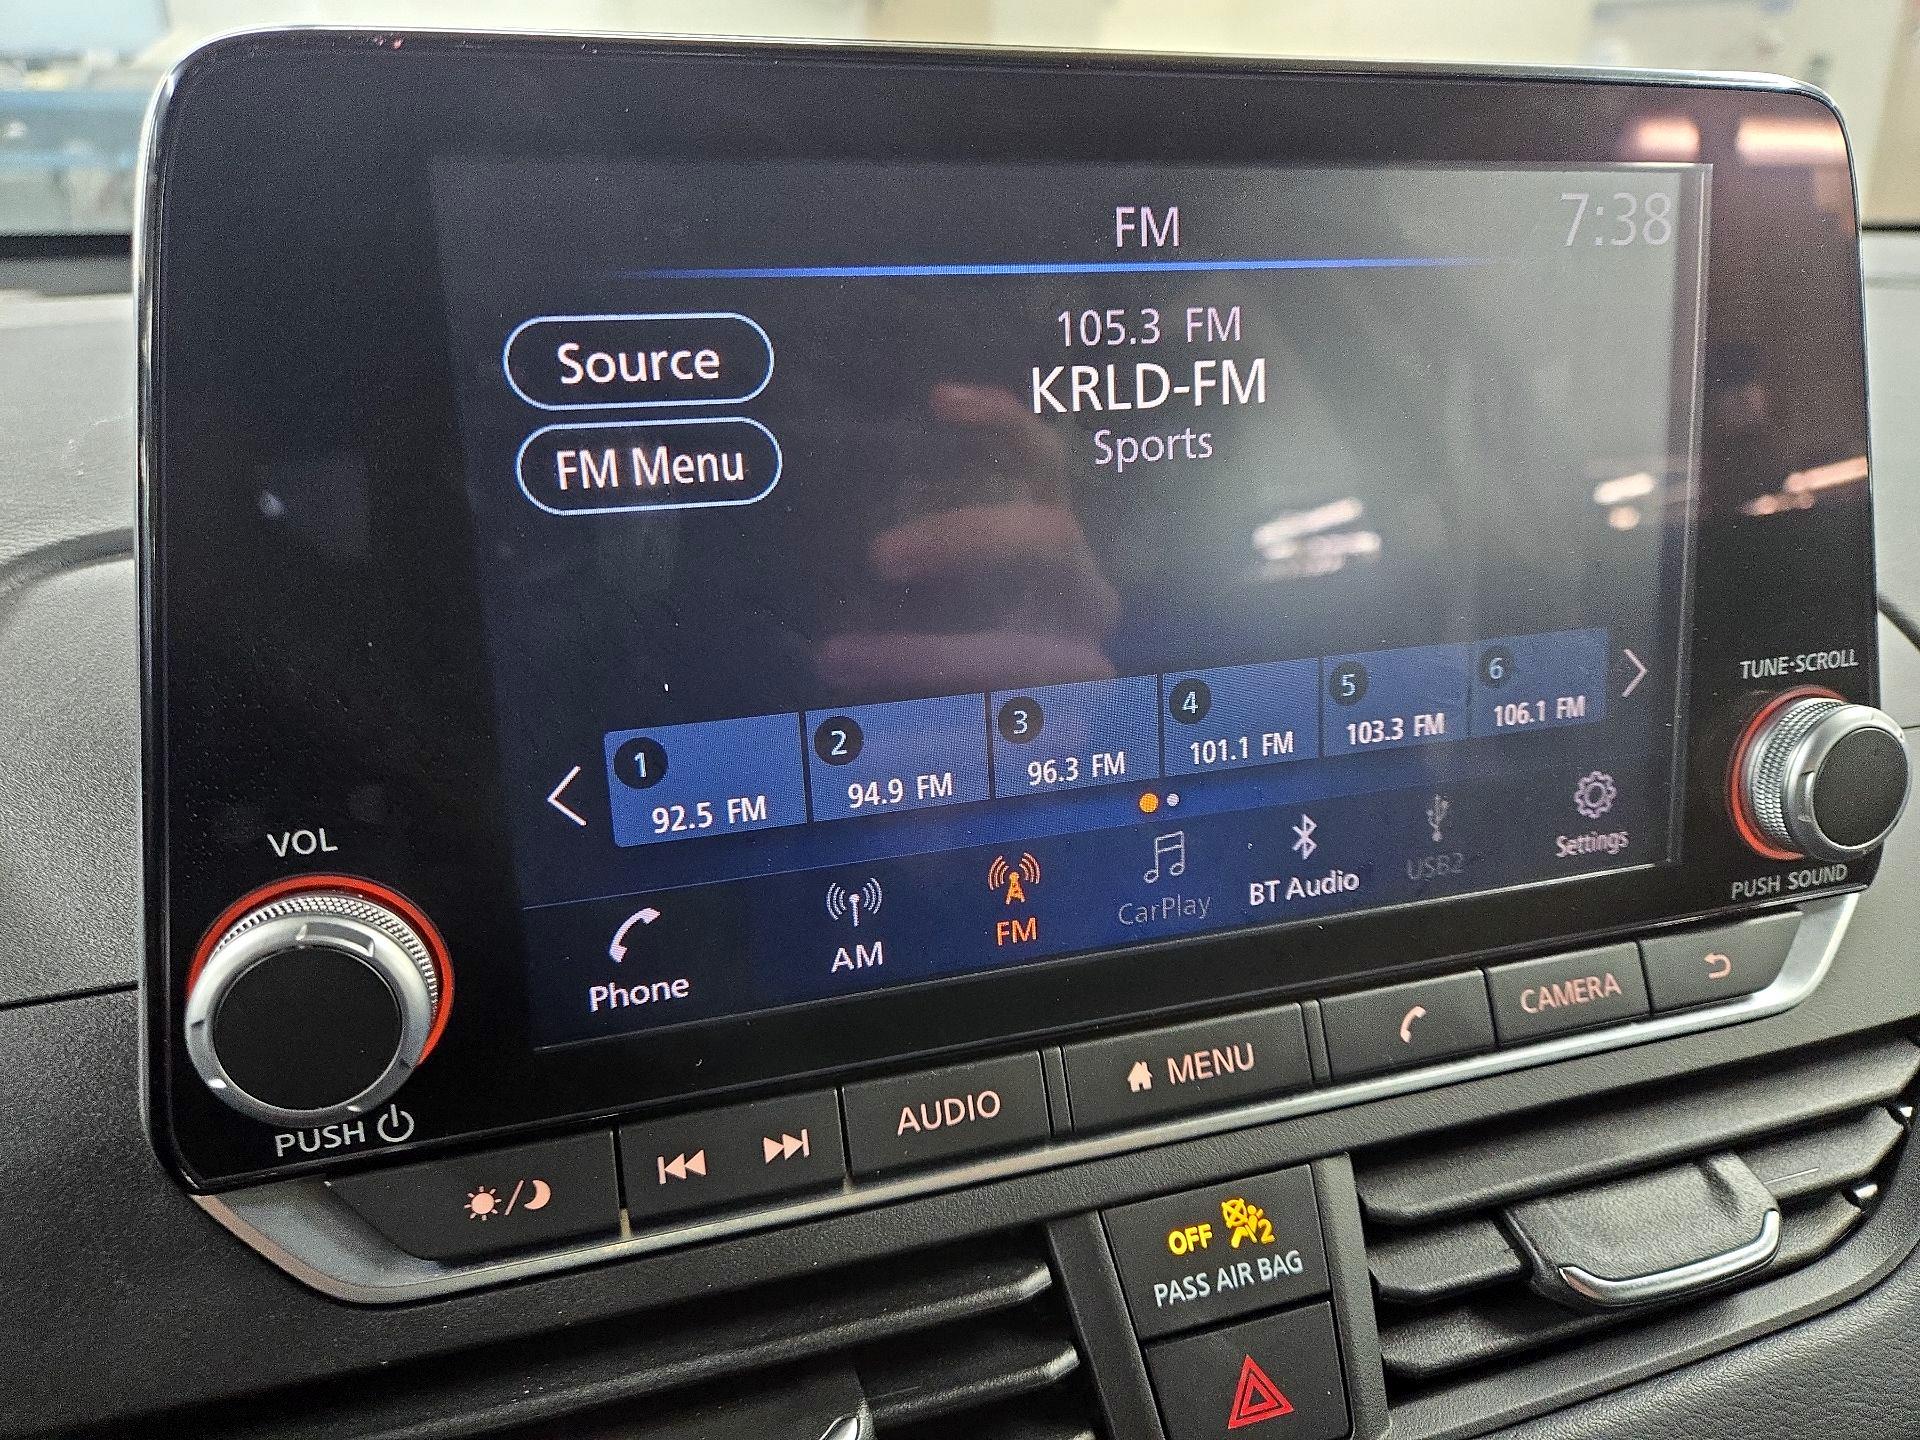 FM
7:38
105.3 FM
KRLD-FM
Sports
Source
FM Menu
1
92.5 FM
2
94.9 FM
3
96.3 FM
4
101.1 FM
5
103.3 FM
6
106.1 FM
Phone
AM
FM
CarPlay
BT Audio
USB2
Settings
VOL
PUSH
TUNE·SCROLL
PUSH SOUND
AUDIO
MENU
CAMERA
OFF 2
PASS AIR BAG